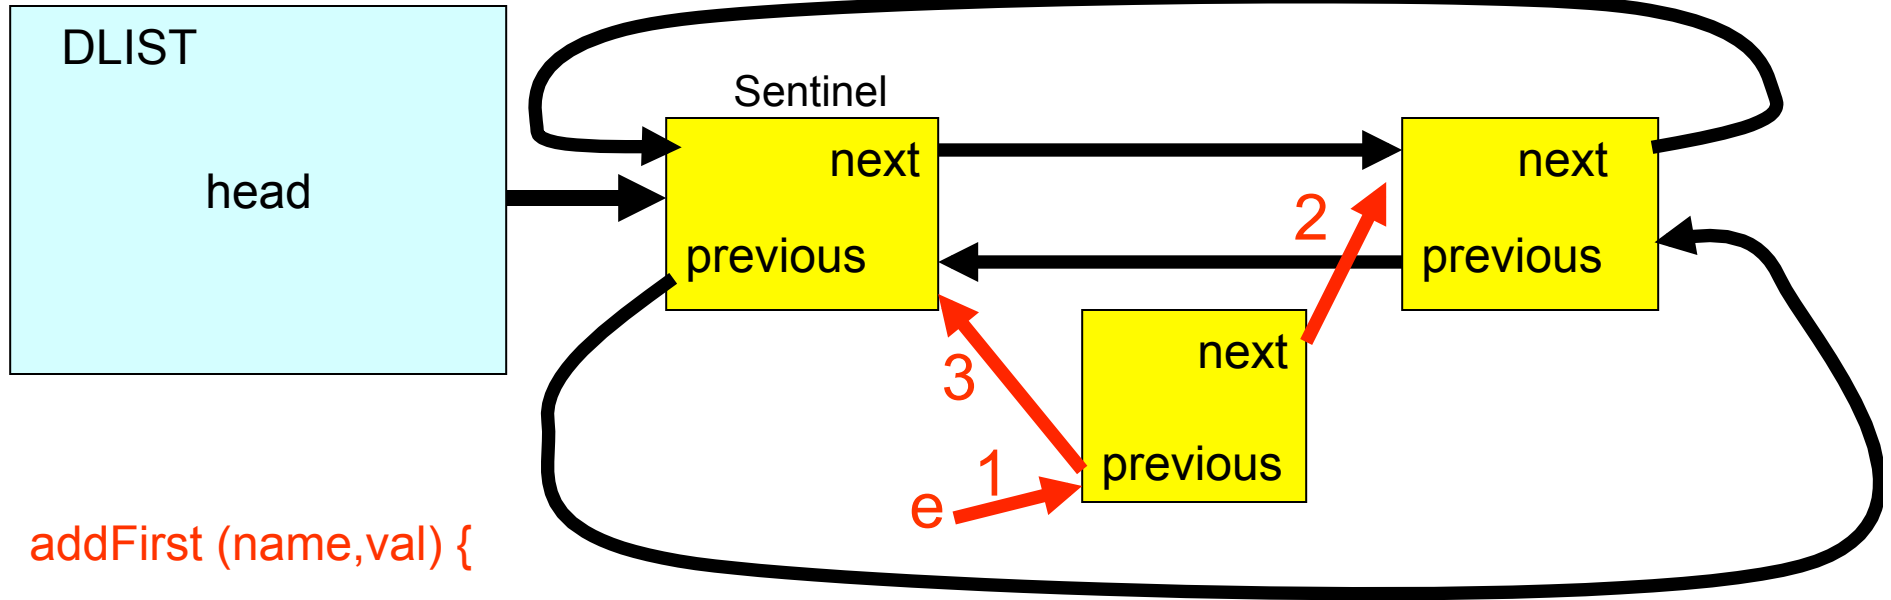 DLIST
head
Sentinel
next
previous
next
previous
next
previous
1
2
3
e
addFirst (name,val) {